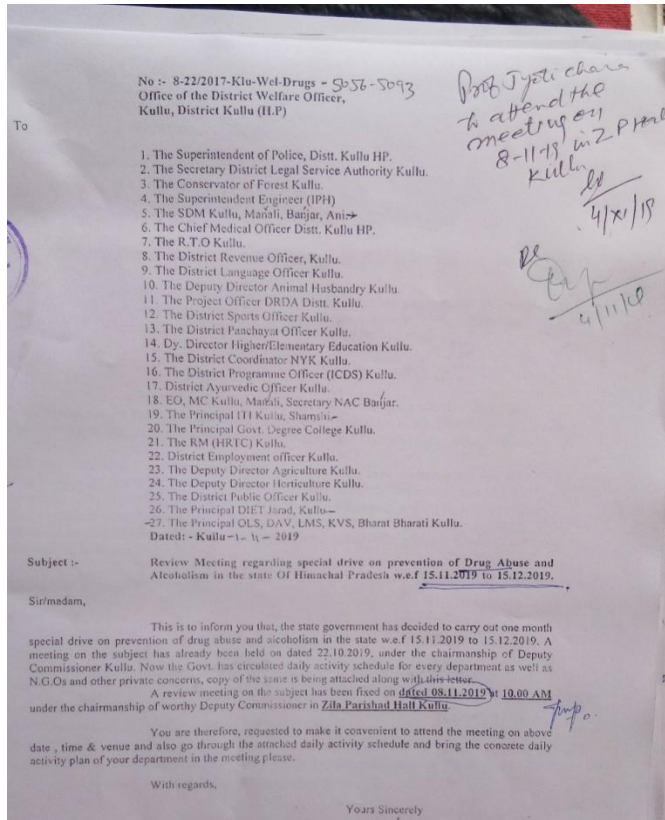 No :- 8-22/2017-Klu-Wel-Drugs - 5056-5093
Office of the District Welfare Officer,
Kullu, District Kullu (H.P)
Prof Jyoti
to attend the
meeting on
8-11-19 in Z P Hall
Kullu
4/XI/19
4/11/19
To
1. The Superintendent of Police, Distt. Kullu HP.
2. The Secretary District Legal Service Authority Kullu.
3. The Conservator of Forest Kullu.
4. The Superintendent Engineer (IPH)
5. The SDM Kullu, Manali, Banjar, Ani.
6. The Chief Medical Officer Distt. Kullu HP.
7. The R.T.O Kullu.
8. The District Revenue Officer, Kullu.
9. The District Language Officer Kullu.
10. The Deputy Director Animal Husbandry Kullu.
11. The Project Officer DRDA Distt. Kullu.
12. The District Sports Officer Kullu.
13. The District Panchayat Officer Kullu.
14. Dy. Director Higher/Elementary Education Kullu.
15. The District Coordinator NYK Kullu.
16. The District Programme Officer (ICDS) Kullu.
17. District Ayurvedic Officer Kullu.
18. EO, MC Kullu, Manali, Secretary NAC Banjar.
19. The Principal ITI Kullu, Shamshi.
20. The Principal Govt. Degree College Kullu.
21. The RM (HRTC) Kullu.
22. District Employment officer Kullu.
23. The Deputy Director Agriculture Kullu.
24. The Deputy Director Horticulture Kullu.
25. The District Public Officer Kullu.
26. The Principal DIET Jarad, Kullu
27. The Principal OLS, DAV, LMS, KVS, Bharat Bharati Kullu.
Dated: - Kullu - 2019
Subject :- Review Meeting regarding special drive on prevention of Drug Abuse and
Alcoholism in the state Of Himachal Pradesh w.e.f 15.11.2019 to 15.12.2019.
Sir/madam,
This is to inform you that, the state government has decided to carry out one month
special drive on prevention of drug abuse and alcoholism in the state w.e.f 15.11.2019 to 15.12.2019. A
meeting on the subject has already been held on dated 22.10.2019, under the chairmanship of Deputy
Commissioner Kullu. Now the Govt. has circulated daily activity schedule for every department as well as
N.G.Os and other private concerns, copy of the same is being attached along with this letter.
A review meeting on the subject has been fixed on dated 08.11.2019 at 10.00 AM
under the chairmanship of worthy Deputy Commissioner in Zila Parishad Hall Kullu.
You are therefore, requested to make it convenient to attend the meeting on above
date , time & venue and also go through the attached daily activity schedule and bring the concrete daily
activity plan of your department in the meeting please.
With regards,
Yours Sincerely